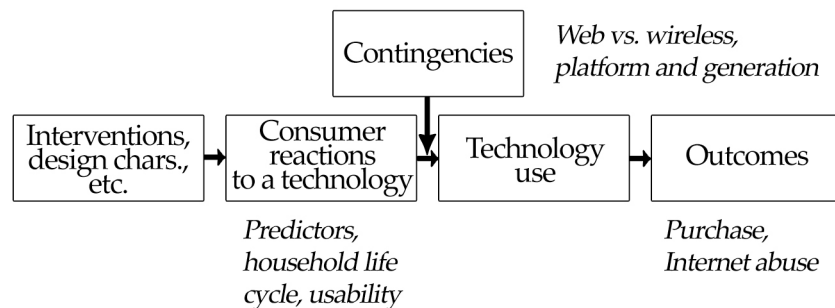 Contingencies
Web vs. wireless,
platform and generation
Interventions,
design chars.,
etc.
Consumer
reactions
to a technology
Technology
use
Outcomes
Predictors,
household life
cycle, usability
Purchase,
Internet abuse